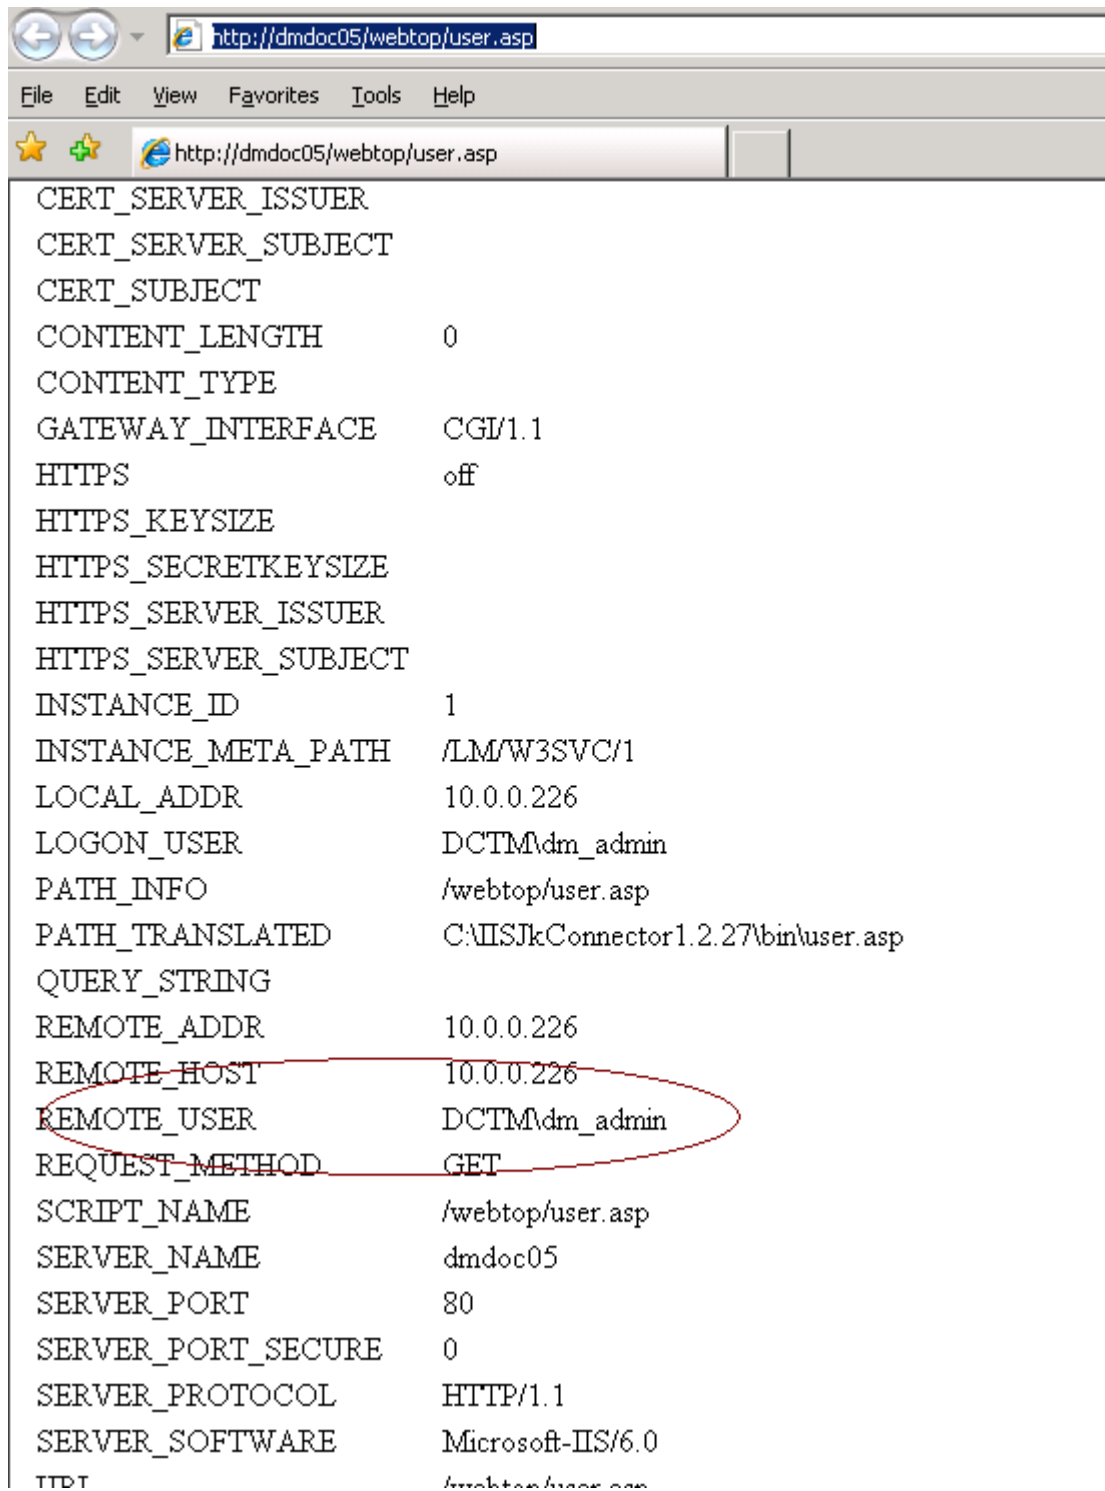 http://dmdoc05/webtop/user.asp
File Edit View Favorites Tools Help
http://dmdoc05/webtop/user.asp
CERT_SERVER_ISSUER
CERT_SERVER_SUBJECT
CERT_SUBJECT
CONTENT_LENGTH 0
CONTENT_TYPE
GATEWAY_INTERFACE CGI/1.1
HTTPS off
HTTPS_KEYSIZE
HTTPS_SECRETKEYSIZE
HTTPS_SERVER_ISSUER
HTTPS_SERVER_SUBJECT
INSTANCE_ID 1
INSTANCE_META_PATH /LM/W3SVC/1
LOCAL_ADDR 10.0.0.226
LOGON_USER DCTM\dm_admin
PATH_INFO /webtop/user.asp
PATH_TRANSLATED C:\IISJkConnector1.2.27\bin\user.asp
QUERY_STRING
REMOTE_ADDR 10.0.0.226
REMOTE_HOST 10.0.0.226
REMOTE_USER DCTM\dm_admin
REQUEST_METHOD GET
SCRIPT_NAME /webtop/user.asp
SERVER_NAME dmdoc05
SERVER_PORT 80
SERVER_PORT_SECURE 0
SERVER_PROTOCOL HTTP/1.1
SERVER_SOFTWARE Microsoft-IIS/6.0
URL /webtop/user.asp